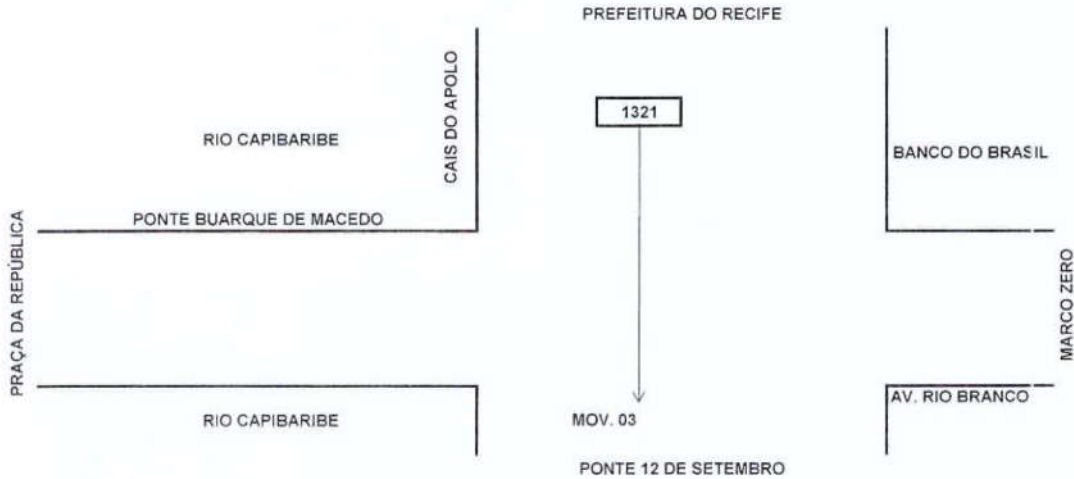 PREFEITURA DO RECIFE
CAIS DO APOLO
1321
RIO CAPIBARIBE
BANCO DO BRASIL
PONTE BUARQUE DE MACEDO
PRAÇA DA REPÚBLICA
MARCO ZERO
AV. RIO BRANCO
RIO CAPIBARIBE
MOV. 03
PONTE 12 DE SETEMBRO